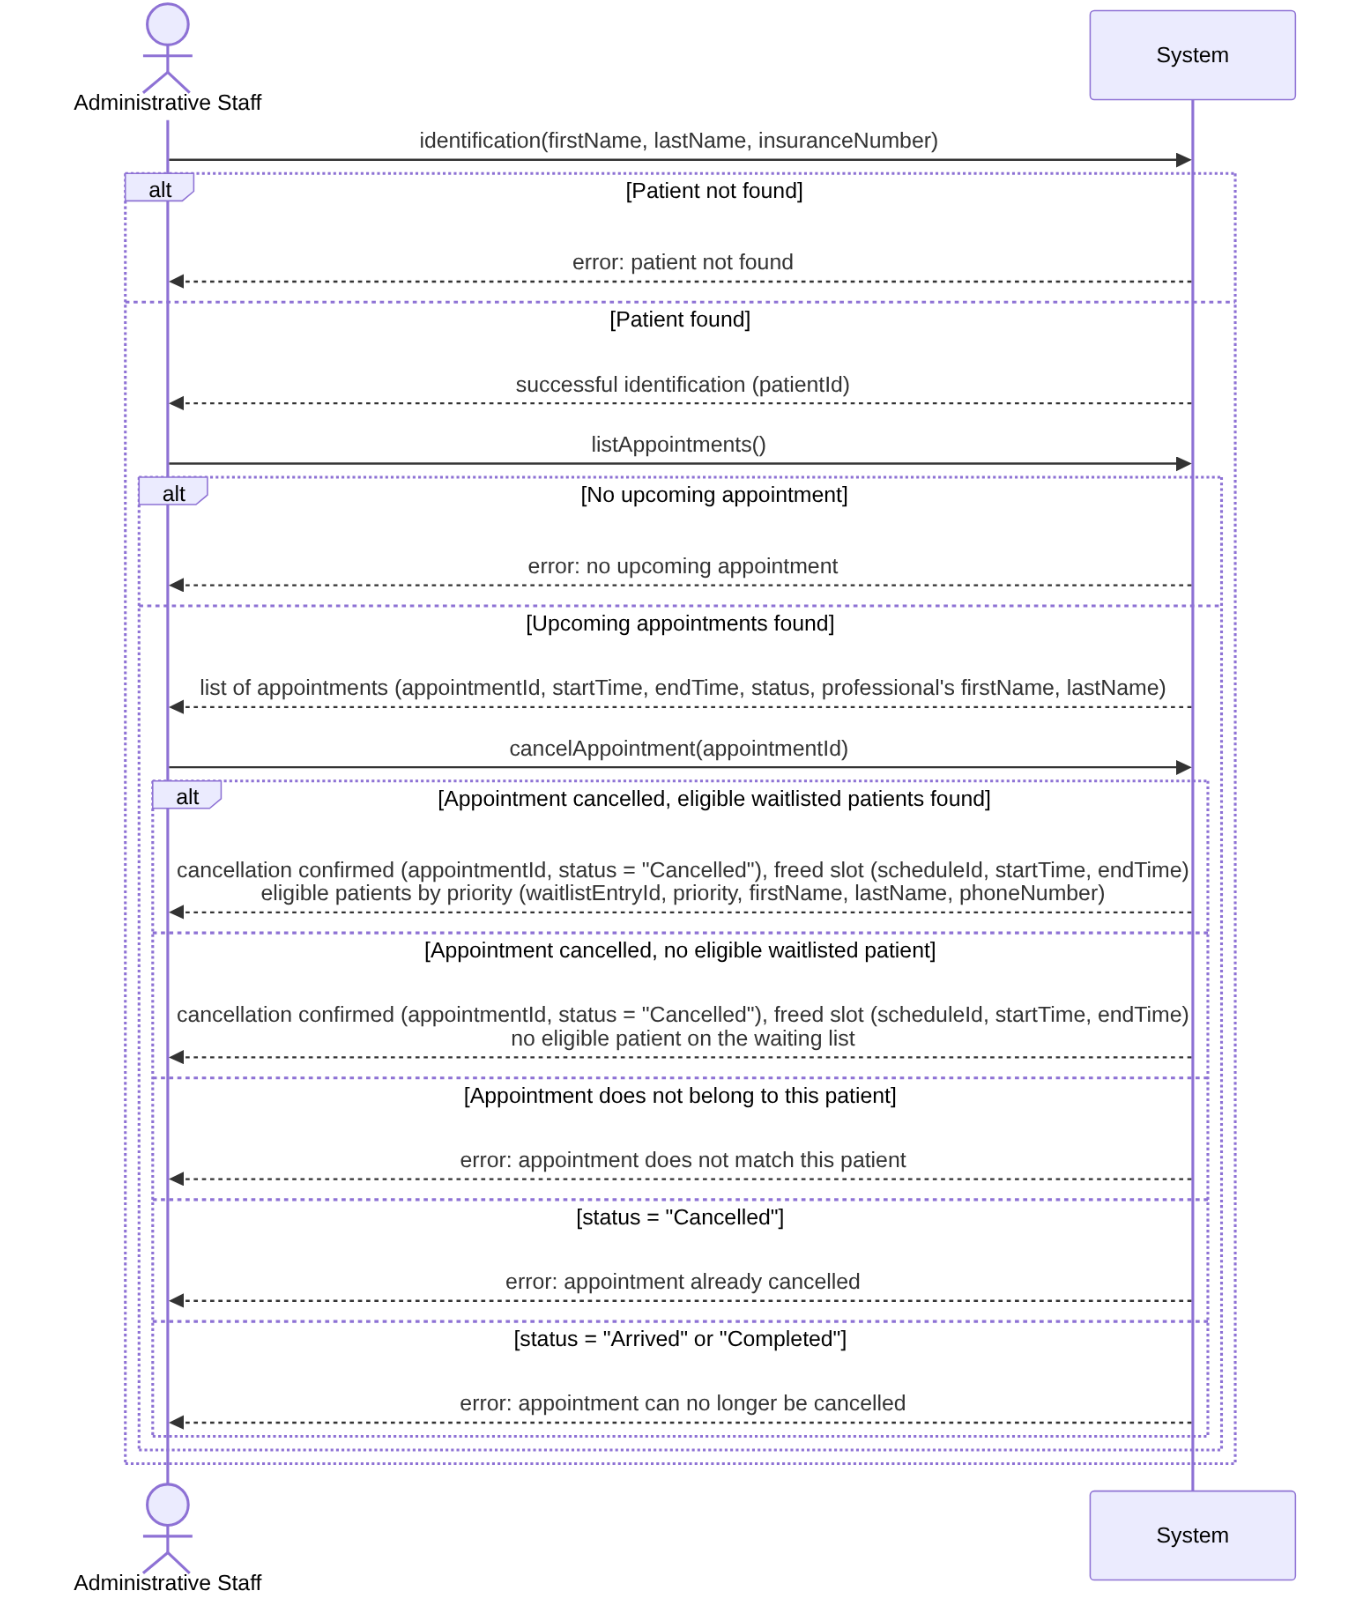 Administrative Staff
System
identification(firstName, lastName, insuranceNumber)
alt
[Patient not found]
error: patient not found
[Patient found]
successful identification (patientId)
listAppointments()
alt
[No upcoming appointment]
error: no upcoming appointment
[Upcoming appointments found]
list of appointments (appointmentId, startTime, endTime, status, professional's firstName, lastName)
cancelAppointment(appointmentId)
alt
[Appointment cancelled, eligible waitlisted patients found]
cancellation confirmed (appointmentId, status = "Cancelled"), freed slot (scheduleId, startTime, endTime)
eligible patients by priority (waitlistEntryId, priority, firstName, lastName, phoneNumber)
[Appointment cancelled, no eligible waitlisted patient]
cancellation confirmed (appointmentId, status = "Cancelled"), freed slot (scheduleId, startTime, endTime)
no eligible patient on the waiting list
[Appointment does not belong to this patient]
error: appointment does not match this patient
[status = "Cancelled"]
error: appointment already cancelled
[status = "Arrived" or "Completed"]
error: appointment can no longer be cancelled
Administrative Staff
System